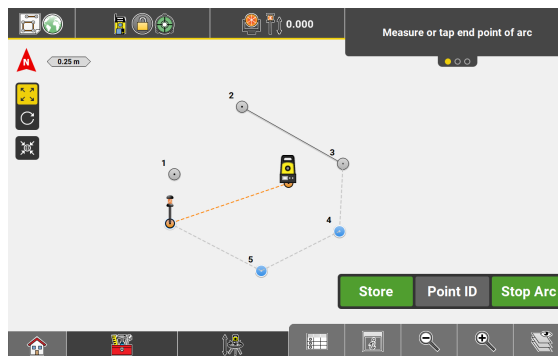 0.000
Measure or tap end point of arc
0.25 m
2
1
3
4
5
Store
Point ID
Stop Arc